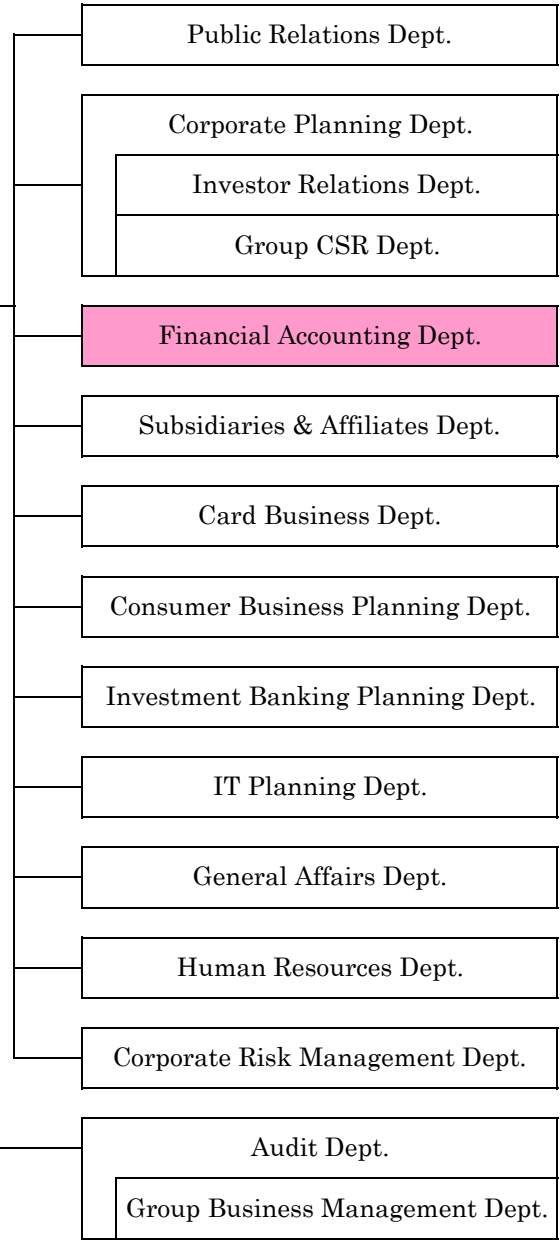 Public Relations Dept.
Corporate Planning Dept.
Investor Relations Dept.
Group CSR Dept.
Financial Accounting Dept.
Subsidiaries & Affiliates Dept.
Card Business Dept.
Consumer Business Planning Dept.
Investment Banking Planning Dept.
IT Planning Dept.
General Affairs Dept.
Human Resources Dept.
Corporate Risk Management Dept.
Audit Dept.
Group Business Management Dept.